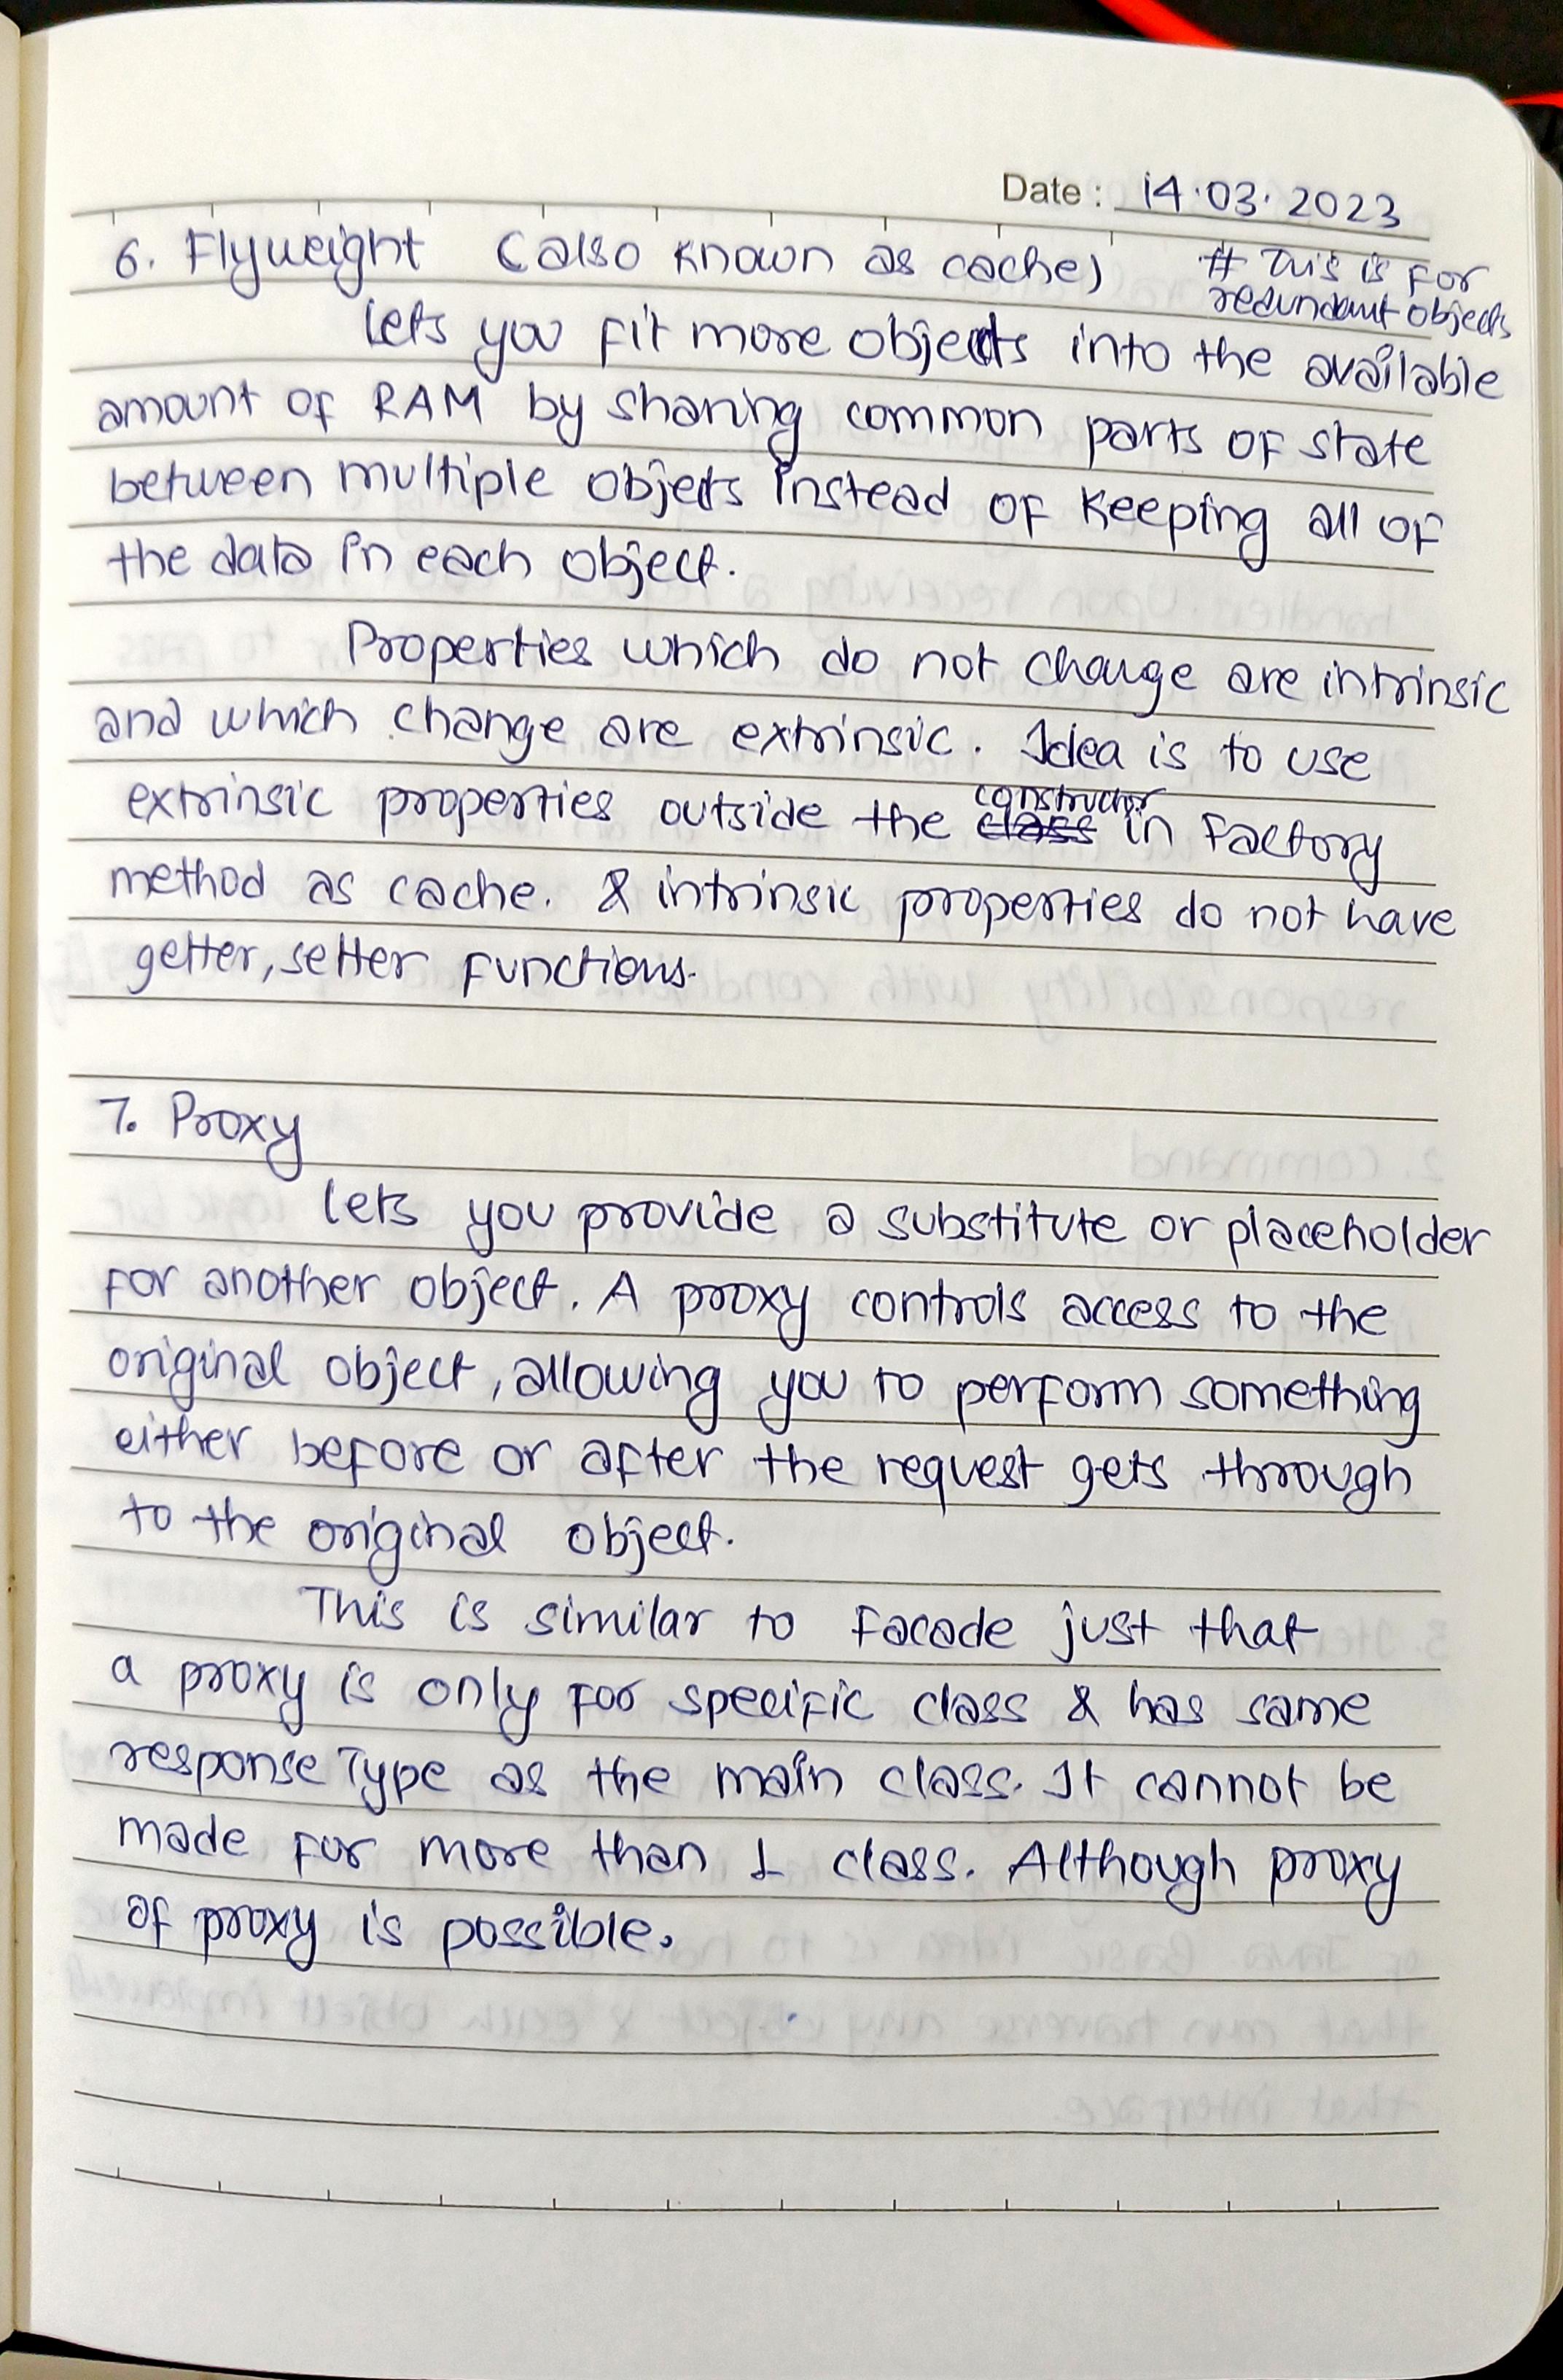 Date : 14.03.2023
6. Flyweight (also known as cache)
# This is for
redundant objects
lets you fit more objects into the available
amount of RAM by sharing common parts of state
between multiple objects instead of keeping all of
the data in each object.
Properties which do not change are intrinsic
and which change are extrinsic. Idea is to use
constructor
extrinsic properties outside the class in Factory
method as cache. & intrinsic properties do not have
getter, setter functions.
7. Proxy
lets you provide a substitute or placeholder
for another object. A proxy controls access to the
original object, allowing you to perform something
either before or after the request gets through
to the original object.
This is similar to Facade just that
a proxy is only for specific class & has same
response Type as the main class. It cannot be
made for more than 1 class. Although proxy
of proxy is possible.